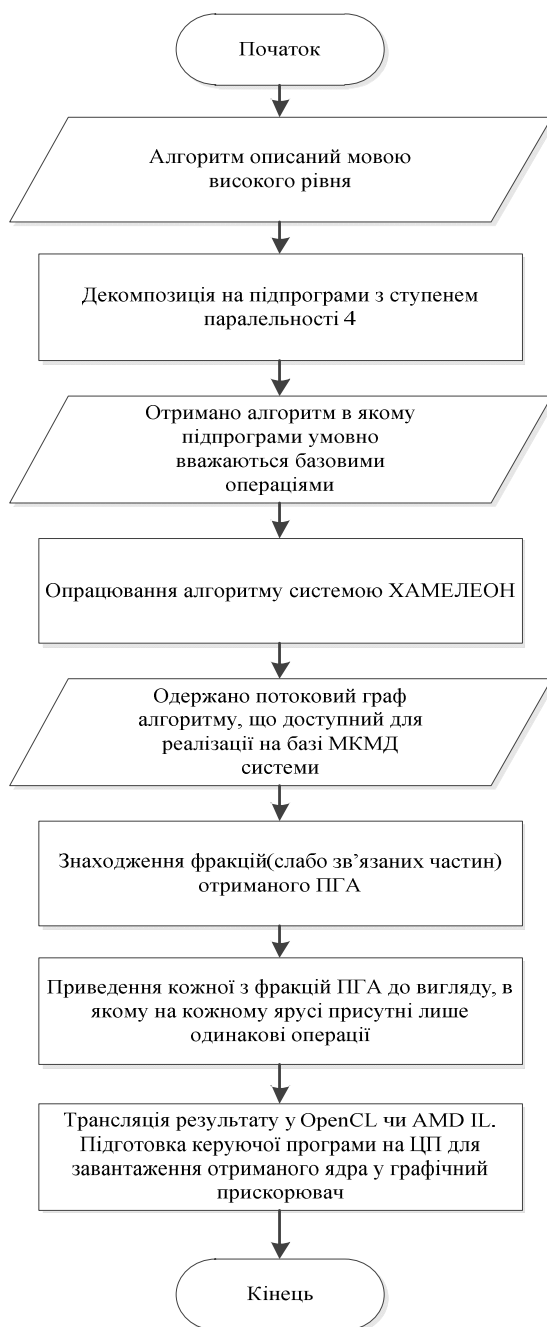 Початок
Алгоритм описаний мовою
високого рівня
Декомпозиція на підпрограми з ступенем
паралельності 4
Отримано алгоритм в якому
підпрограми умовно
вважаються базовими
операціями
Опрацювання алгоритму системою ХАМЕЛЕОН
Одержано потоковий граф
алгоритму, що доступний для
реалізації на базі МКМД
системи
Знаходження фракцій(слабо зв’язаних частин)
отриманого ПГА
Приведення кожної з фракцій ПГА до вигляду, в
якому на кожному ярусі присутні лише
одинакові операції
Трансляція результату у OpenCL чи AMD IL.
Підготовка керуючої програми на ЦП для
завантаження отриманого ядра у графічний
прискорювач
Кінець